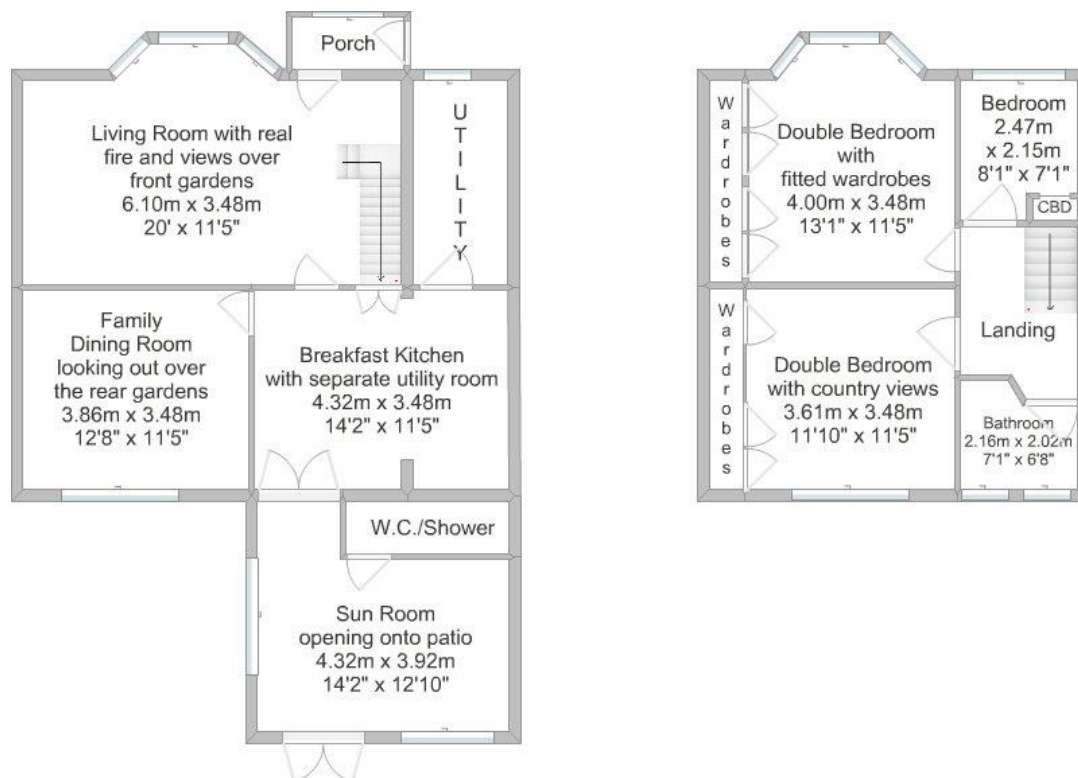 Porch
Living Room with real
fire and views over
front gardens
6.10m x 3.48m
20' x 11'5"
UTILITY
Family
Dining Room
looking out over
the rear gardens
3.86m x 3.48m
12'8" x 11'5"
Breakfast Kitchen
with separate utility room
4.32m x 3.48m
14'2" x 11'5"
W.C./Shower
Sun Room
opening onto patio
4.32m x 3.92m
14'2" x 12'10"
Wardrobes
Double Bedroom
with
fitted wardrobes
4.00m x 3.48m
13'1" x 11'5"
Bedroom
2.47m
x 2.15m
8'1" x 7'1"
CBD
Landing
Wardrobes
Double Bedroom
with country views
3.61m x 3.48m
11'10" x 11'5"
Bathroom
2.16m x 2.02m
7'1" x 6'8"